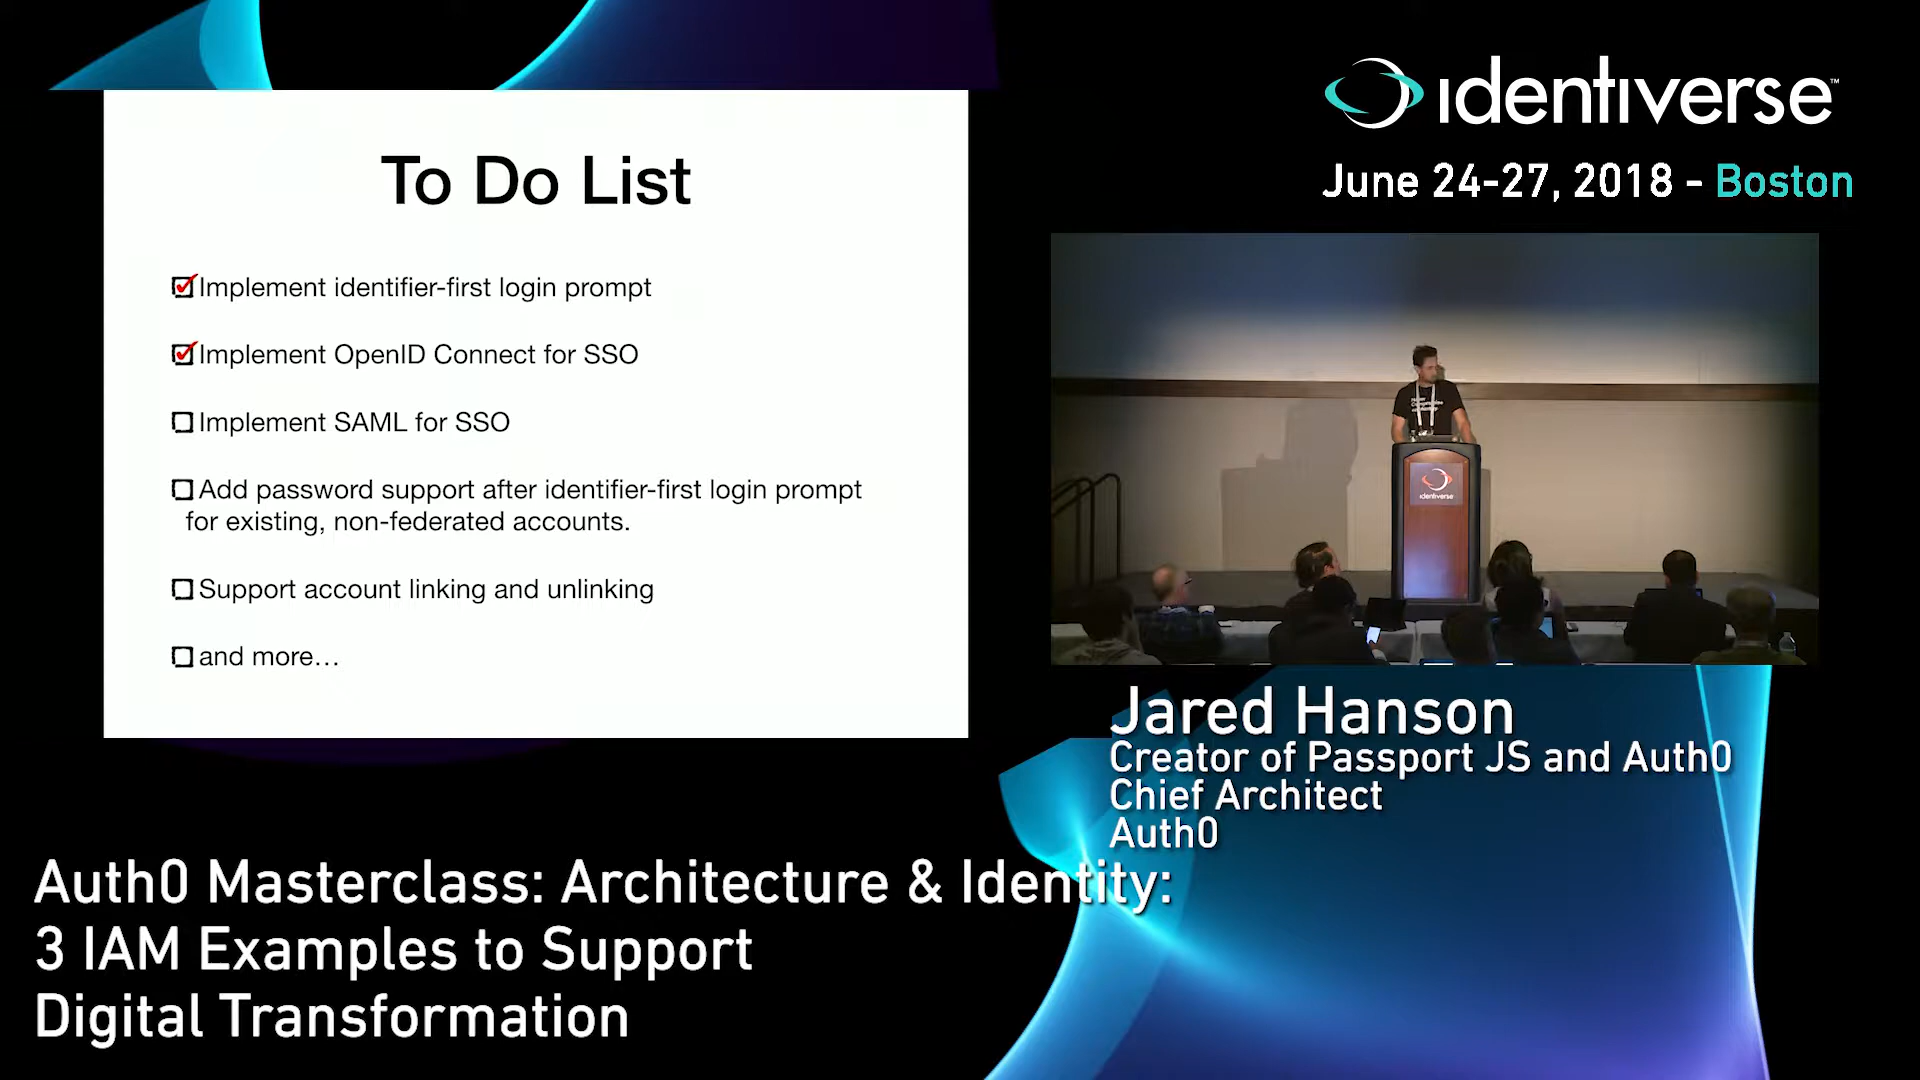 To Do List
Implement identifier-first login prompt
Implement OpenID Connect for SSO
Implement SAML for SSO
Add password support after identifier-first login prompt
for existing, non-federated accounts.
Support account linking and unlinking
and more…
identiverse™
June 24-27, 2018 - Boston
identiverse
Jared Hanson
Creator of Passport JS and Auth0
Chief Architect
Auth0
Auth0 Masterclass: Architecture & Identity:
3 IAM Examples to Support
Digital Transformation